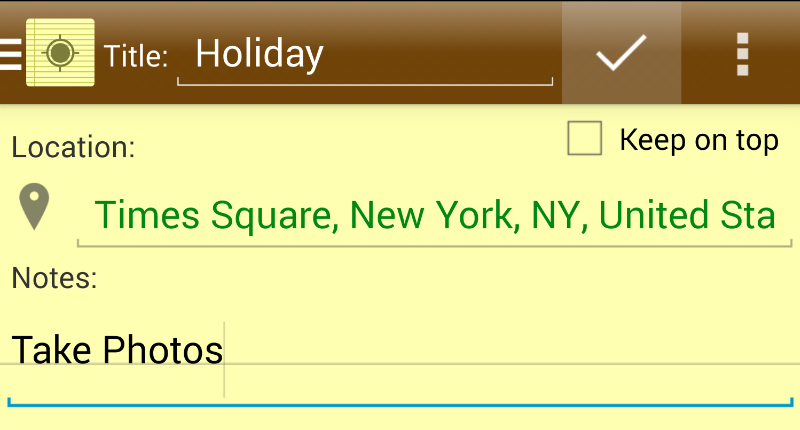 Title: Holiday
Keep on top
Location:
Times Square, New York, NY, United Sta
Notes:
Take Photos